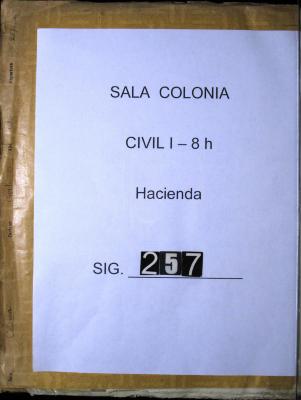 SALA COLONIA
CIVIL I – 8 h
Hacienda
SIG. 257